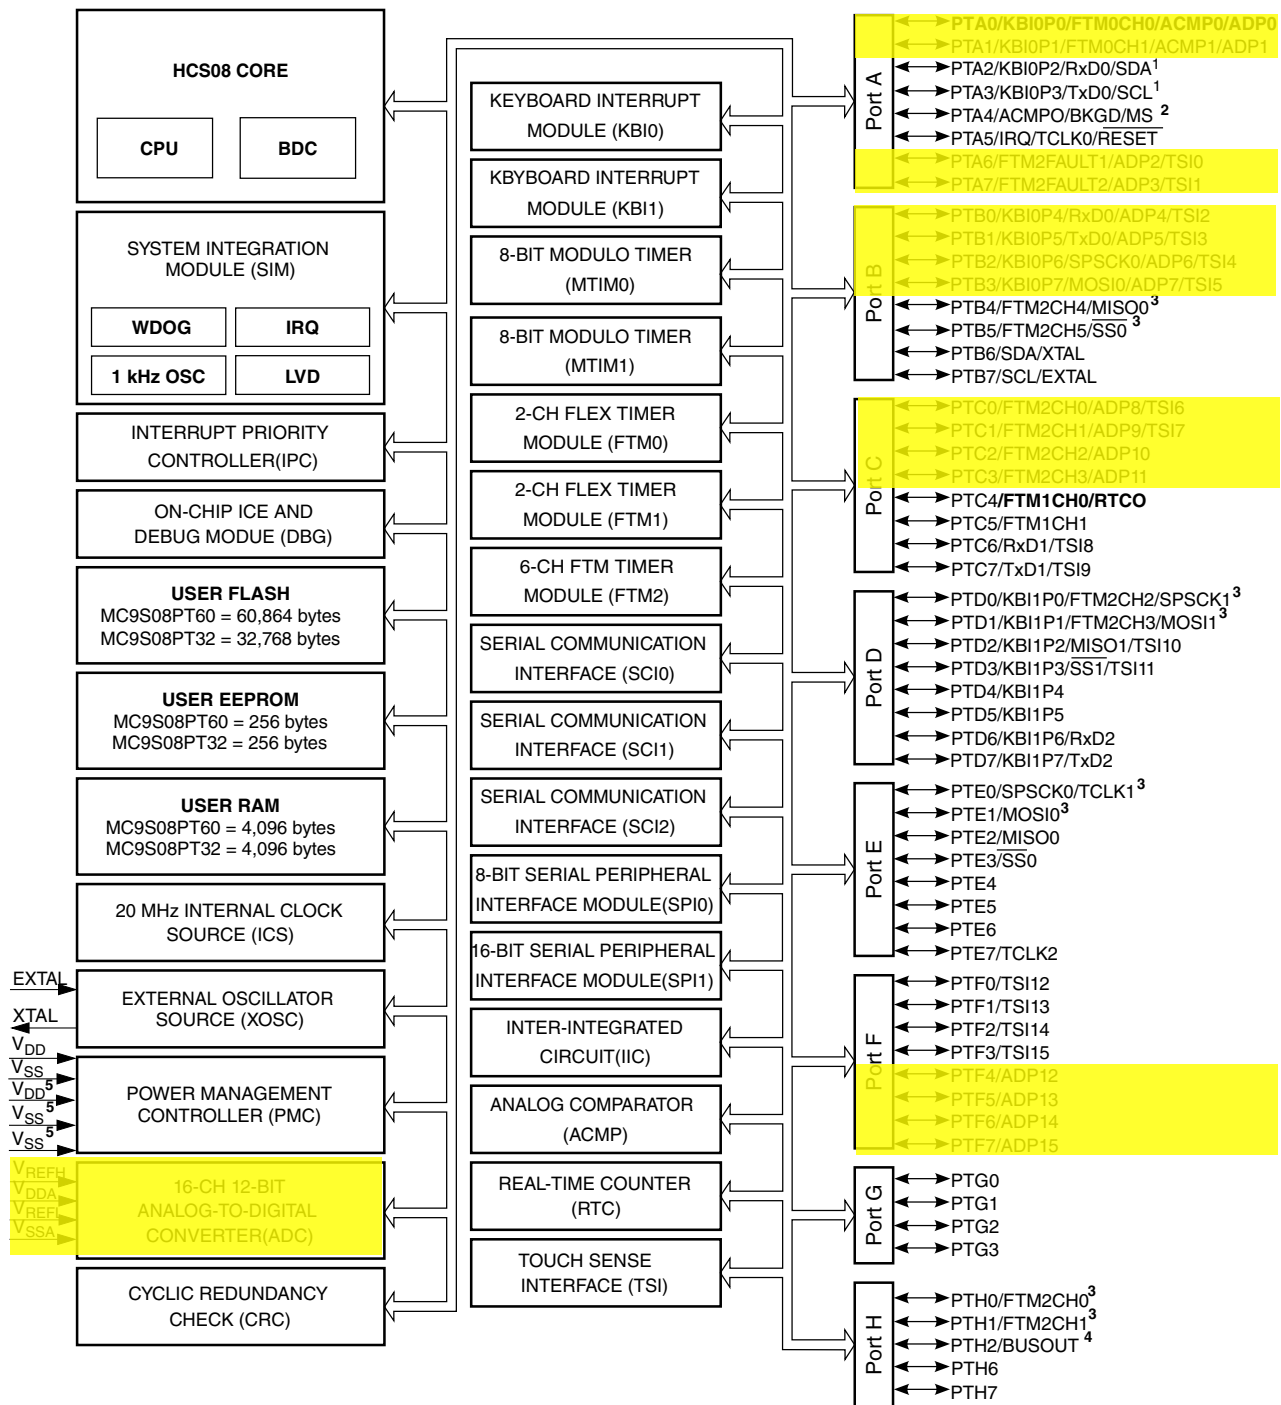 HCS08 CORE
CPU
BDC
SYSTEM INTEGRATION
MODULE (SIM)
WDOG
IRQ
1 kHz OSC
LVD
INTERRUPT PRIORITY
CONTROLLER(IPC)
ON-CHIP ICE AND
DEBUG MODUE (DBG)
USER FLASH
MC9S08PT60 = 60,864 bytes
MC9S08PT32 = 32,768 bytes
USER EEPROM
MC9S08PT60 = 256 bytes
MC9S08PT32 = 256 bytes
USER RAM
MC9S08PT60 = 4,096 bytes
MC9S08PT32 = 4,096 bytes
20 MHz INTERNAL CLOCK
SOURCE (ICS)
EXTAL
XTAL
EXTERNAL OSCILLATOR
SOURCE (XOSC)
VDD
VSS
VDD5
VSS5
VSS5
POWER MANAGEMENT
CONTROLLER (PMC)
VREFH
VDDA
VREFL
VSSA
16-CH 12-BIT
ANALOG-TO-DIGITAL
CONVERTER(ADC)
CYCLIC REDUNDANCY
CHECK (CRC)
KEYBOARD INTERRUPT
MODULE (KBI0)
KBYBOARD INTERRUPT
MODULE (KBI1)
8-BIT MODULO TIMER
(MTIM0)
8-BIT MODULO TIMER
(MTIM1)
2-CH FLEX TIMER
MODULE (FTM0)
2-CH FLEX TIMER
MODULE (FTM1)
6-CH FTM TIMER
MODULE (FTM2)
SERIAL COMMUNICATION
INTERFACE (SCI0)
SERIAL COMMUNICATION
INTERFACE (SCI1)
SERIAL COMMUNICATION
INTERFACE (SCI2)
8-BIT SERIAL PERIPHERAL
INTERFACE MODULE(SPI0)
16-BIT SERIAL PERIPHERAL
INTERFACE MODULE(SPI1)
INTER-INTEGRATED
CIRCUIT(IIC)
ANALOG COMPARATOR
(ACMP)
REAL-TIME COUNTER
(RTC)
TOUCH SENSE
INTERFACE (TSI)
Port A
PTA0/KBI0P0/FTM0CH0/ACMP0/ADP0
PTA1/KBI0P1/FTM0CH1/ACMP1/ADP1
PTA2/KBI0P2/RxD0/SDA1
PTA3/KBI0P3/TxD0/SCL1
PTA4/ACMPO/BKGD/MS 2
PTA5/IRQ/TCLK0/RESET
PTA6/FTM2FAULT1/ADP2/TSI0
PTA7/FTM2FAULT2/ADP3/TSI1
Port B
PTB0/KBI0P4/RxD0/ADP4/TSI2
PTB1/KBI0P5/TxD0/ADP5/TSI3
PTB2/KBI0P6/SPSCK0/ADP6/TSI4
PTB3/KBI0P7/MOSI0/ADP7/TSI5
PTB4/FTM2CH4/MISO03
PTB5/FTM2CH5/SS0 3
PTB6/SDA/XTAL
PTB7/SCL/EXTAL
Port C
PTC0/FTM2CH0/ADP8/TSI6
PTC1/FTM2CH1/ADP9/TSI7
PTC2/FTM2CH2/ADP10
PTC3/FTM2CH3/ADP11
PTC4/FTM1CH0/RTCO
PTC5/FTM1CH1
PTC6/RxD1/TSI8
PTC7/TxD1/TSI9
Port D
PTD0/KBI1P0/FTM2CH2/SPSCK13
PTD1/KBI1P1/FTM2CH3/MOSI13
PTD2/KBI1P2/MISO1/TSI10
PTD3/KBI1P3/SS1/TSI11
PTD4/KBI1P4
PTD5/KBI1P5
PTD6/KBI1P6/RxD2
PTD7/KBI1P7/TxD2
Port E
PTE0/SPSCK0/TCLK13
PTE1/MOSI03
PTE2/MISO0
PTE3/SS0
PTE4
PTE5
PTE6
PTE7/TCLK2
Port F
PTF0/TSI12
PTF1/TSI13
PTF2/TSI14
PTF3/TSI15
PTF4/ADP12
PTF5/ADP13
PTF6/ADP14
PTF7/ADP15
Port G
PTG0
PTG1
PTG2
PTG3
Port H
PTH0/FTM2CH03
PTH1/FTM2CH13
PTH2/BUSOUT 4
PTH6
PTH7